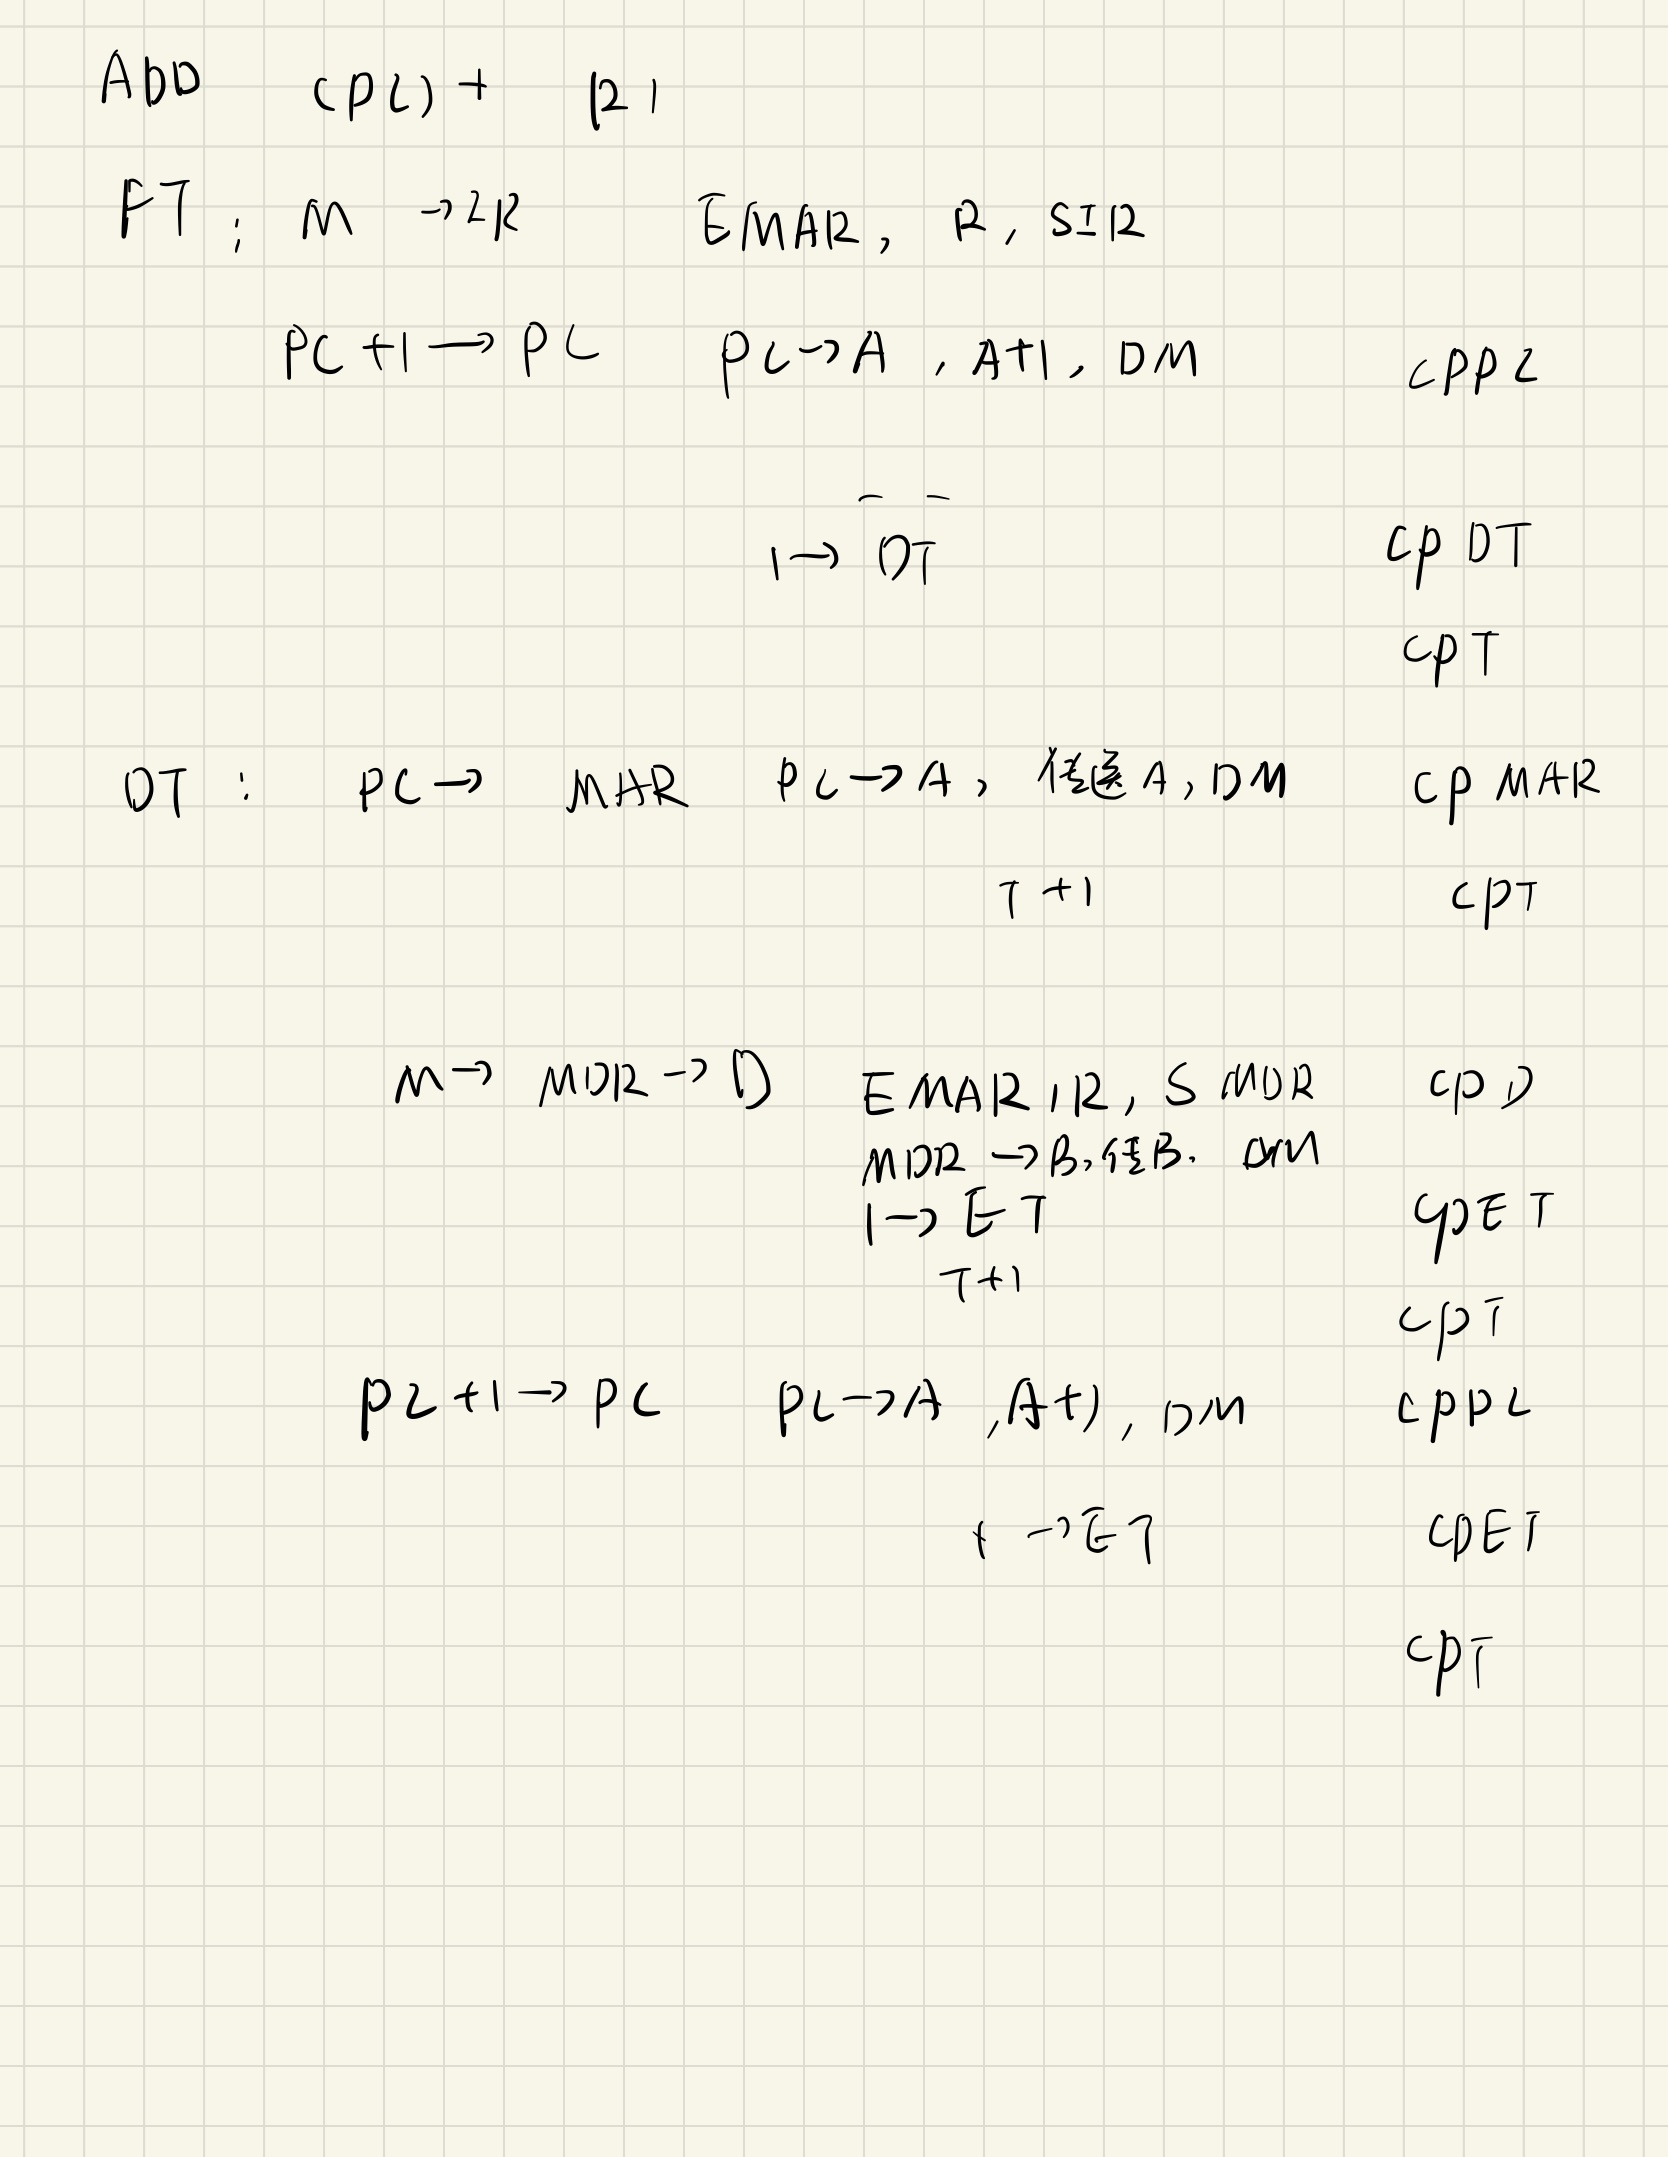 ADD (PC)+ R1
FT: M → IR EMAR, R, SIR
PC+1→PC PC→A, A+1, DM CPPC
1→DT CPDT
CPT
DT: PC→ MAR PC→A, 传送A, DM CPMAR
T+1 CPT
M→ MDR→D EMAR, R, SMDR CPD
MDR→B, 传B. DM
1→ET CPET
T+1
CPT
PC+1→PC PC→A, A+1, DM CPPC
1→ET CPET
CPT